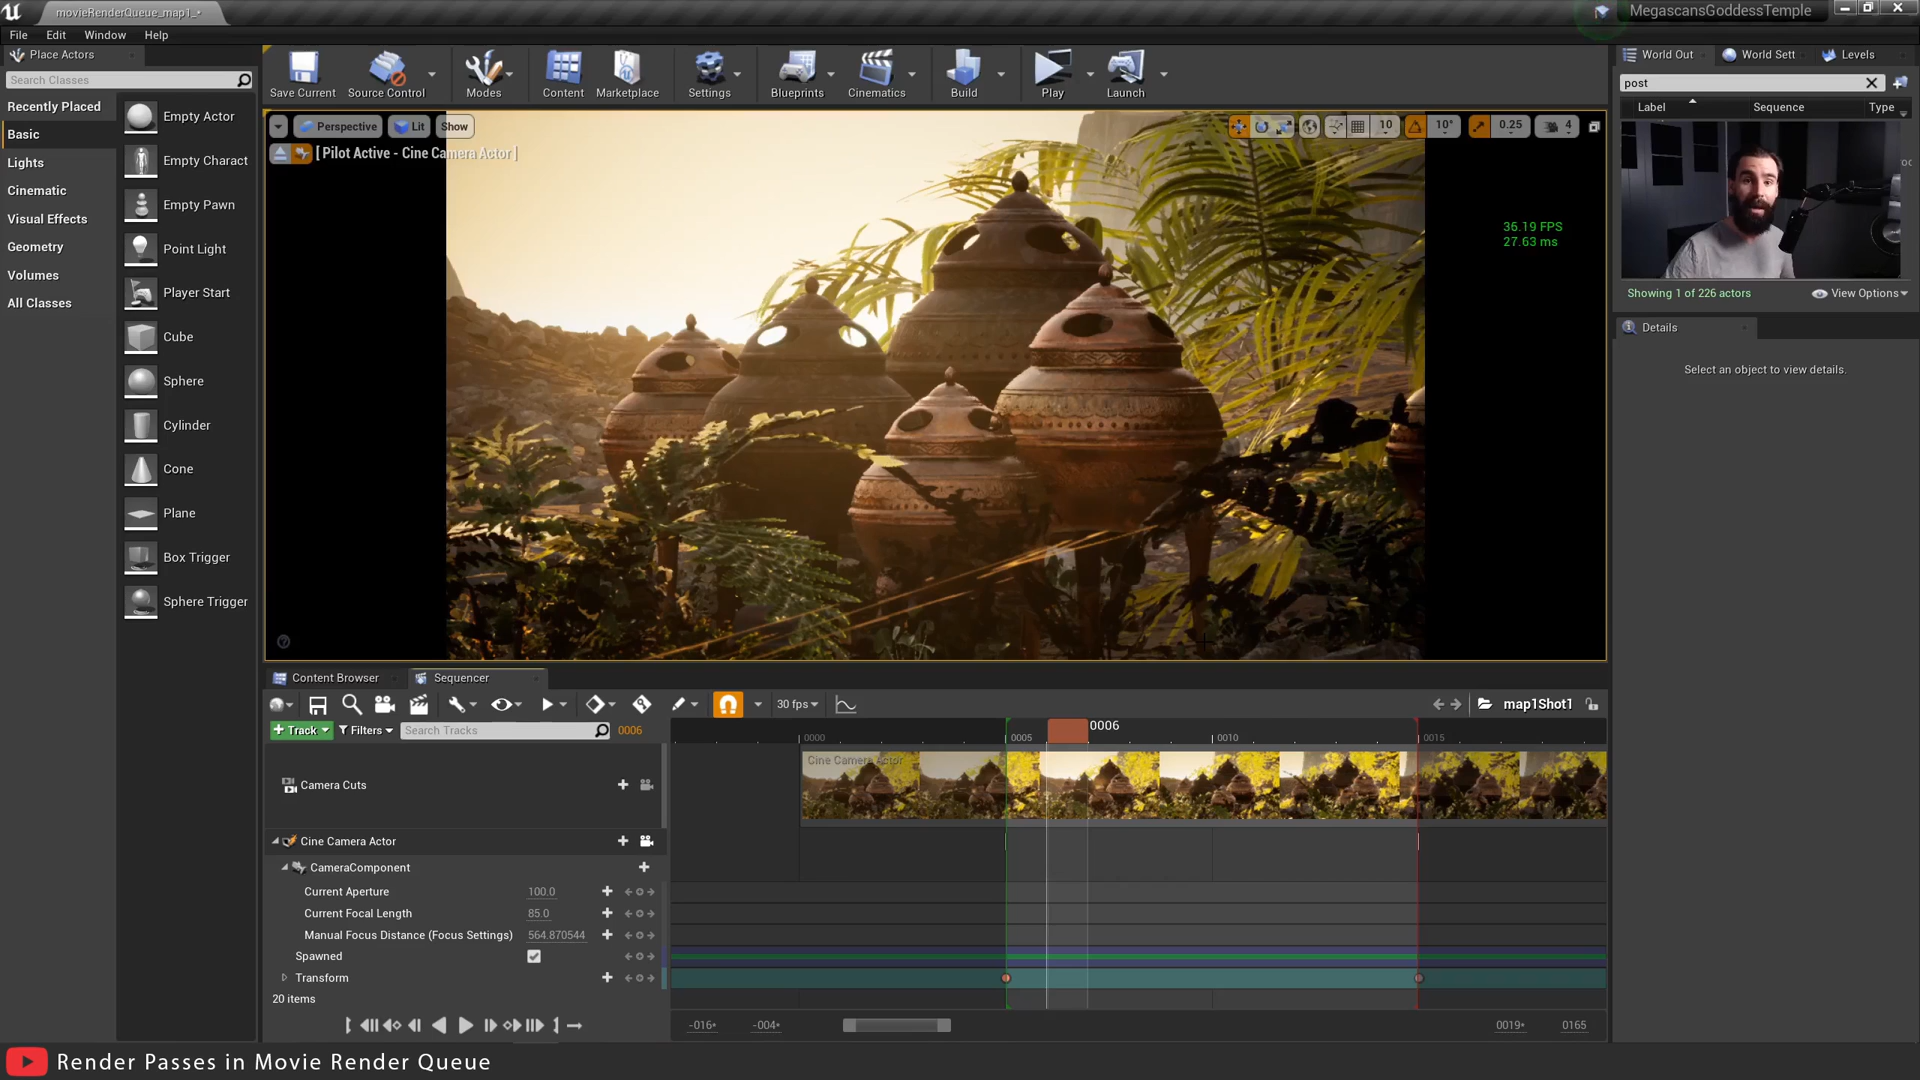 movieRenderQueue_map1_*
MegascansGoddessTemple
File Edit Window Help
Place Actors
Search Classes
Recently Placed
Basic
Lights
Cinematic
Visual Effects
Geometry
Volumes
All Classes
Empty Actor
Empty Charact
Empty Pawn
Point Light
Player Start
Cube
Sphere
Cylinder
Cone
Plane
Box Trigger
Sphere Trigger
Save Current Source Control Modes Content Marketplace Settings Blueprints Cinematics Build Play Launch
Perspective Lit Show
10 10° 0.25 4
[ Pilot Active - Cine Camera Actor ]
36.19 FPS
27.63 ms
World Out World Sett Levels
post
Label Sequence Type
Showing 1 of 226 actors View Options
Details
Select an object to view details.
Content Browser Sequencer
30 fps map1Shot1
Track Filters Search Tracks 0006
0006
0000 0005 0010 0015
Cine Camera Actor
Camera Cuts
Cine Camera Actor
CameraComponent
Current Aperture 100.0
Current Focal Length 85.0
Manual Focus Distance (Focus Settings) 564.870544
Spawned
Transform
20 items
-016* -004* 0019* 0165
Render Passes in Movie Render Queue